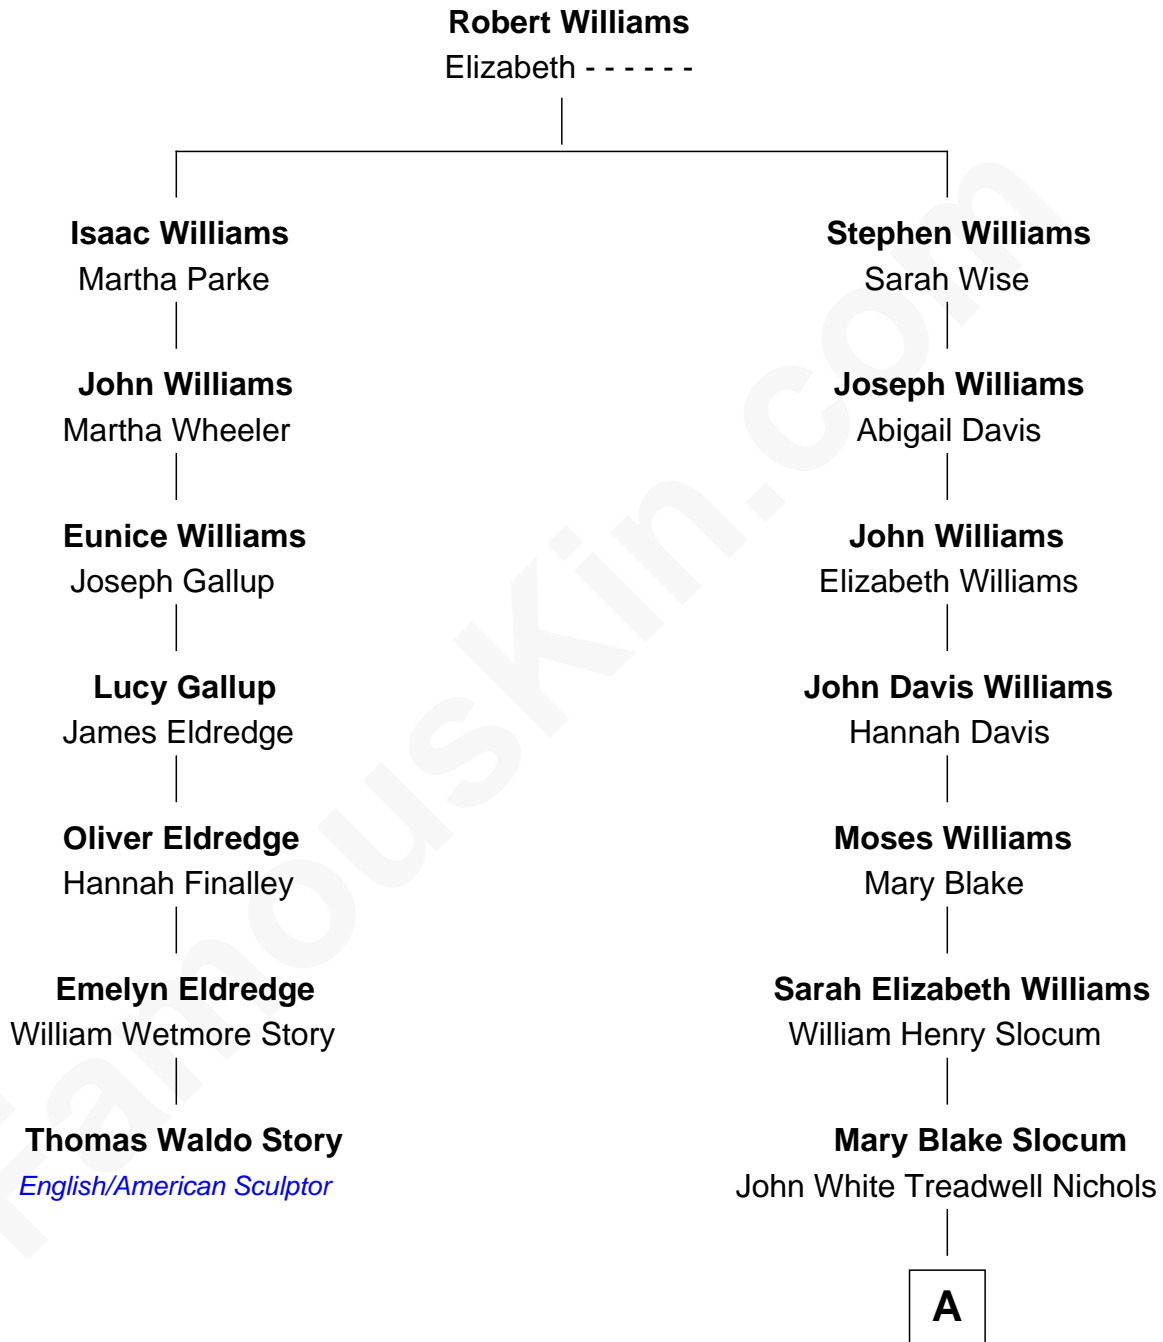 Robert Williams
Elizabeth - - - - - -
Isaac Williams
Martha Parke
Stephen Williams
Sarah Wise
John Williams
Martha Wheeler
Joseph Williams
Abigail Davis
Eunice Williams
Joseph Gallup
John Williams
Elizabeth Williams
Lucy Gallup
James Eldredge
John Davis Williams
Hannah Davis
Oliver Eldredge
Hannah Finalley
Moses Williams
Mary Blake
Emelyn Eldredge
William Wetmore Story
Sarah Elizabeth Williams
William Henry Slocum
Thomas Waldo Story
English/American Sculptor
Mary Blake Slocum
John White Treadwell Nichols
A
FamousKin.com